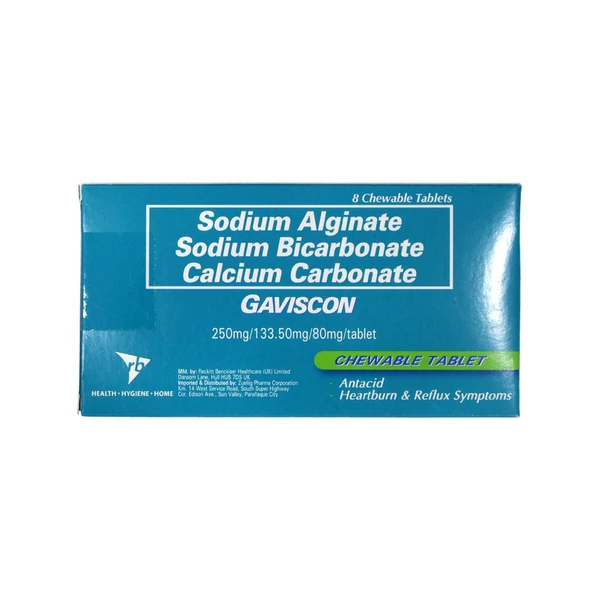 8 Chewable Tablets
Sodium Alginate
Sodium Bicarbonate
Calcium Carbonate
GAVISCON
250mg/133.50mg/80mg/tablet
CHEWABLE TABLET
· Antacid
· Heartburn & Reflux Symptoms
rb
HEALTH • HYGIENE • HOME
Mfd. by: Reckitt Benckiser Healthcare (UK) Limited
Dansom Lane, Hull HU8 7DS UK
Imported & Distributed by: Zuellig Pharma Corporation
Km. 14 West Service Road, South Super Highway
Cor. Edison Ave., Sun Valley, Parañaque City